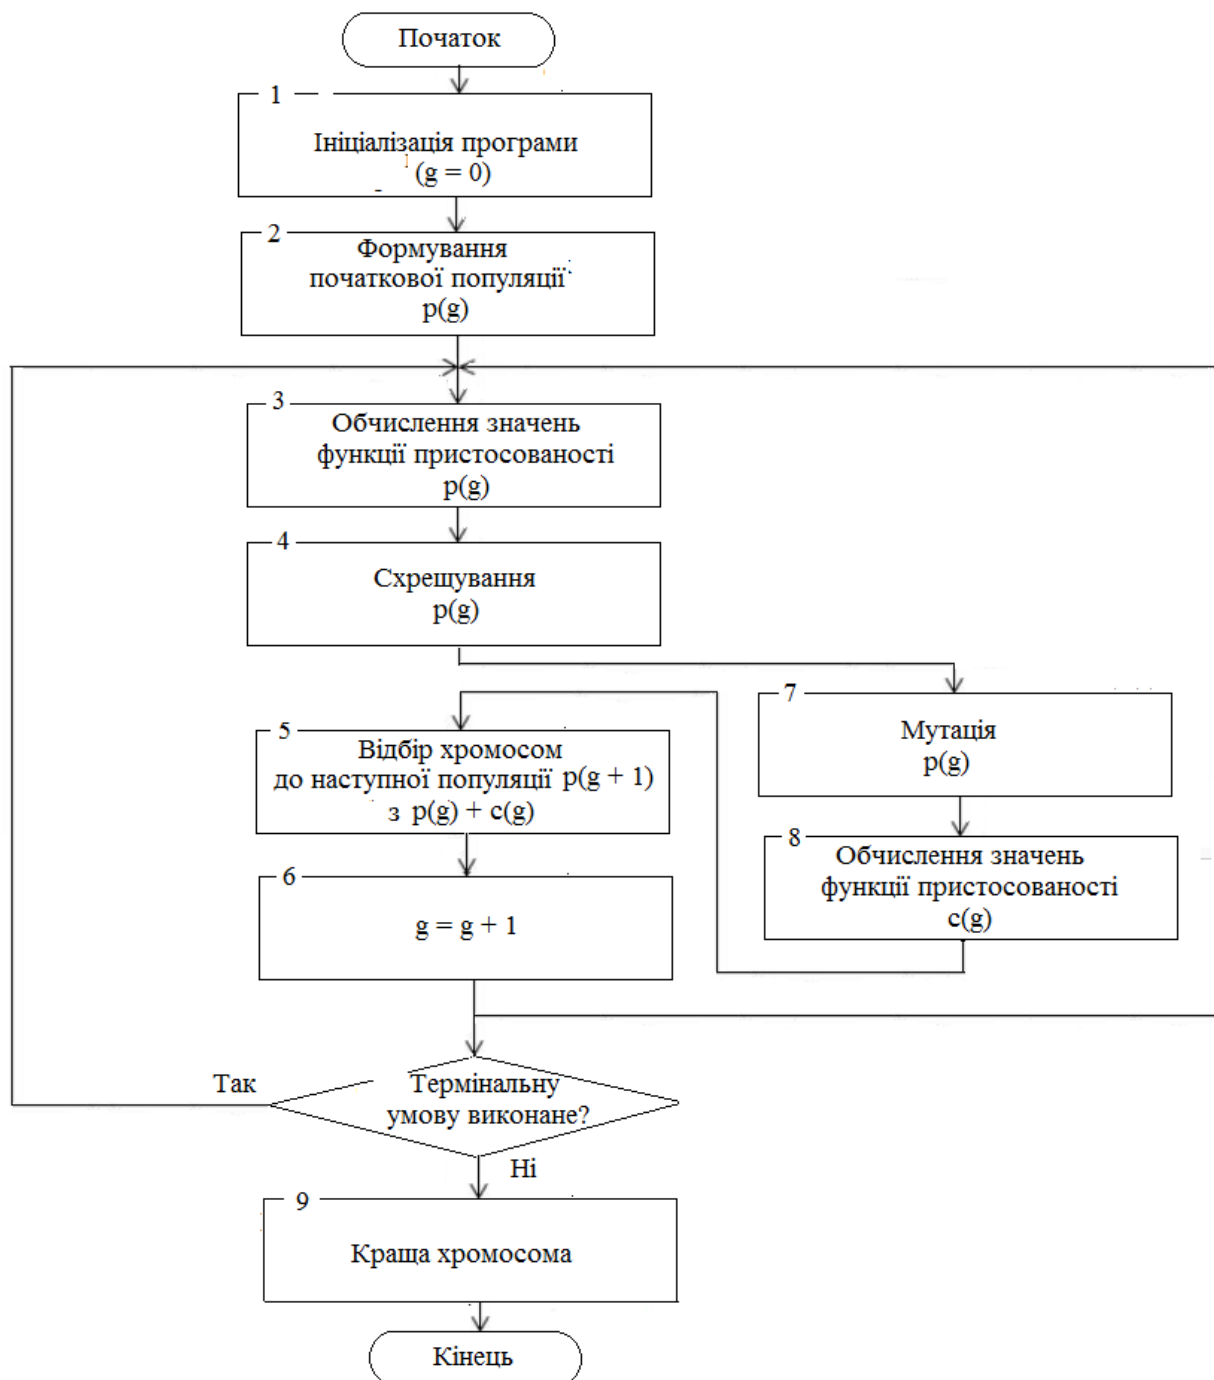 Початок
1
Ініціалізація програми
(g = 0)
2
Формування
початкової популяції
p(g)
3
Обчислення значень
функції пристосованості
p(g)
4
Схрещування
p(g)
7
Мутація
p(g)
5
Відбір хромосом
до наступної популяції p(g + 1)
з p(g) + c(g)
8
Обчислення значень
функції пристосованості
c(g)
6
g = g + 1
Так
Термінальну
умову виконане?
Ні
9
Краща хромосома
Кінець